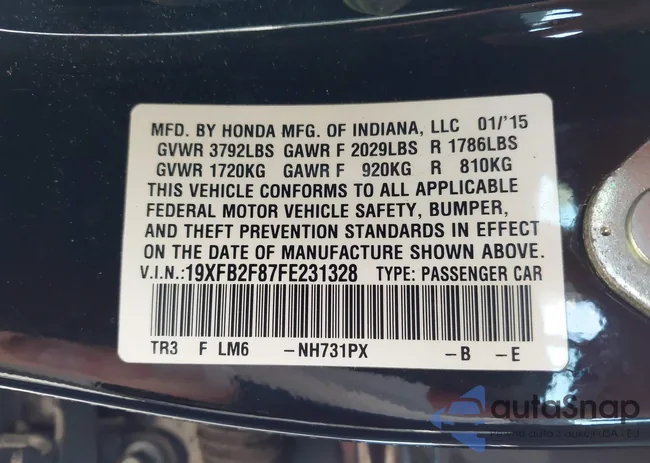 MFD. BY HONDA MFG. OF INDIANA, LLC 01/'15
GVWR 3792LBS GAWR F 2029LBS R 1786LBS
GVWR 1720KG GAWR F 920KG R 810KG
THIS VEHICLE CONFORMS TO ALL APPLICABLE
FEDERAL MOTOR VEHICLE SAFETY, BUMPER,
AND THEFT PREVENTION STANDARDS IN EFFECT
ON THE DATE OF MANUFACTURE SHOWN ABOVE.
V.I.N.:19XFB2F87FE231328 TYPE: PASSENGER CAR
TR3 F LM6 -NH731PX -B -E
autoSnap